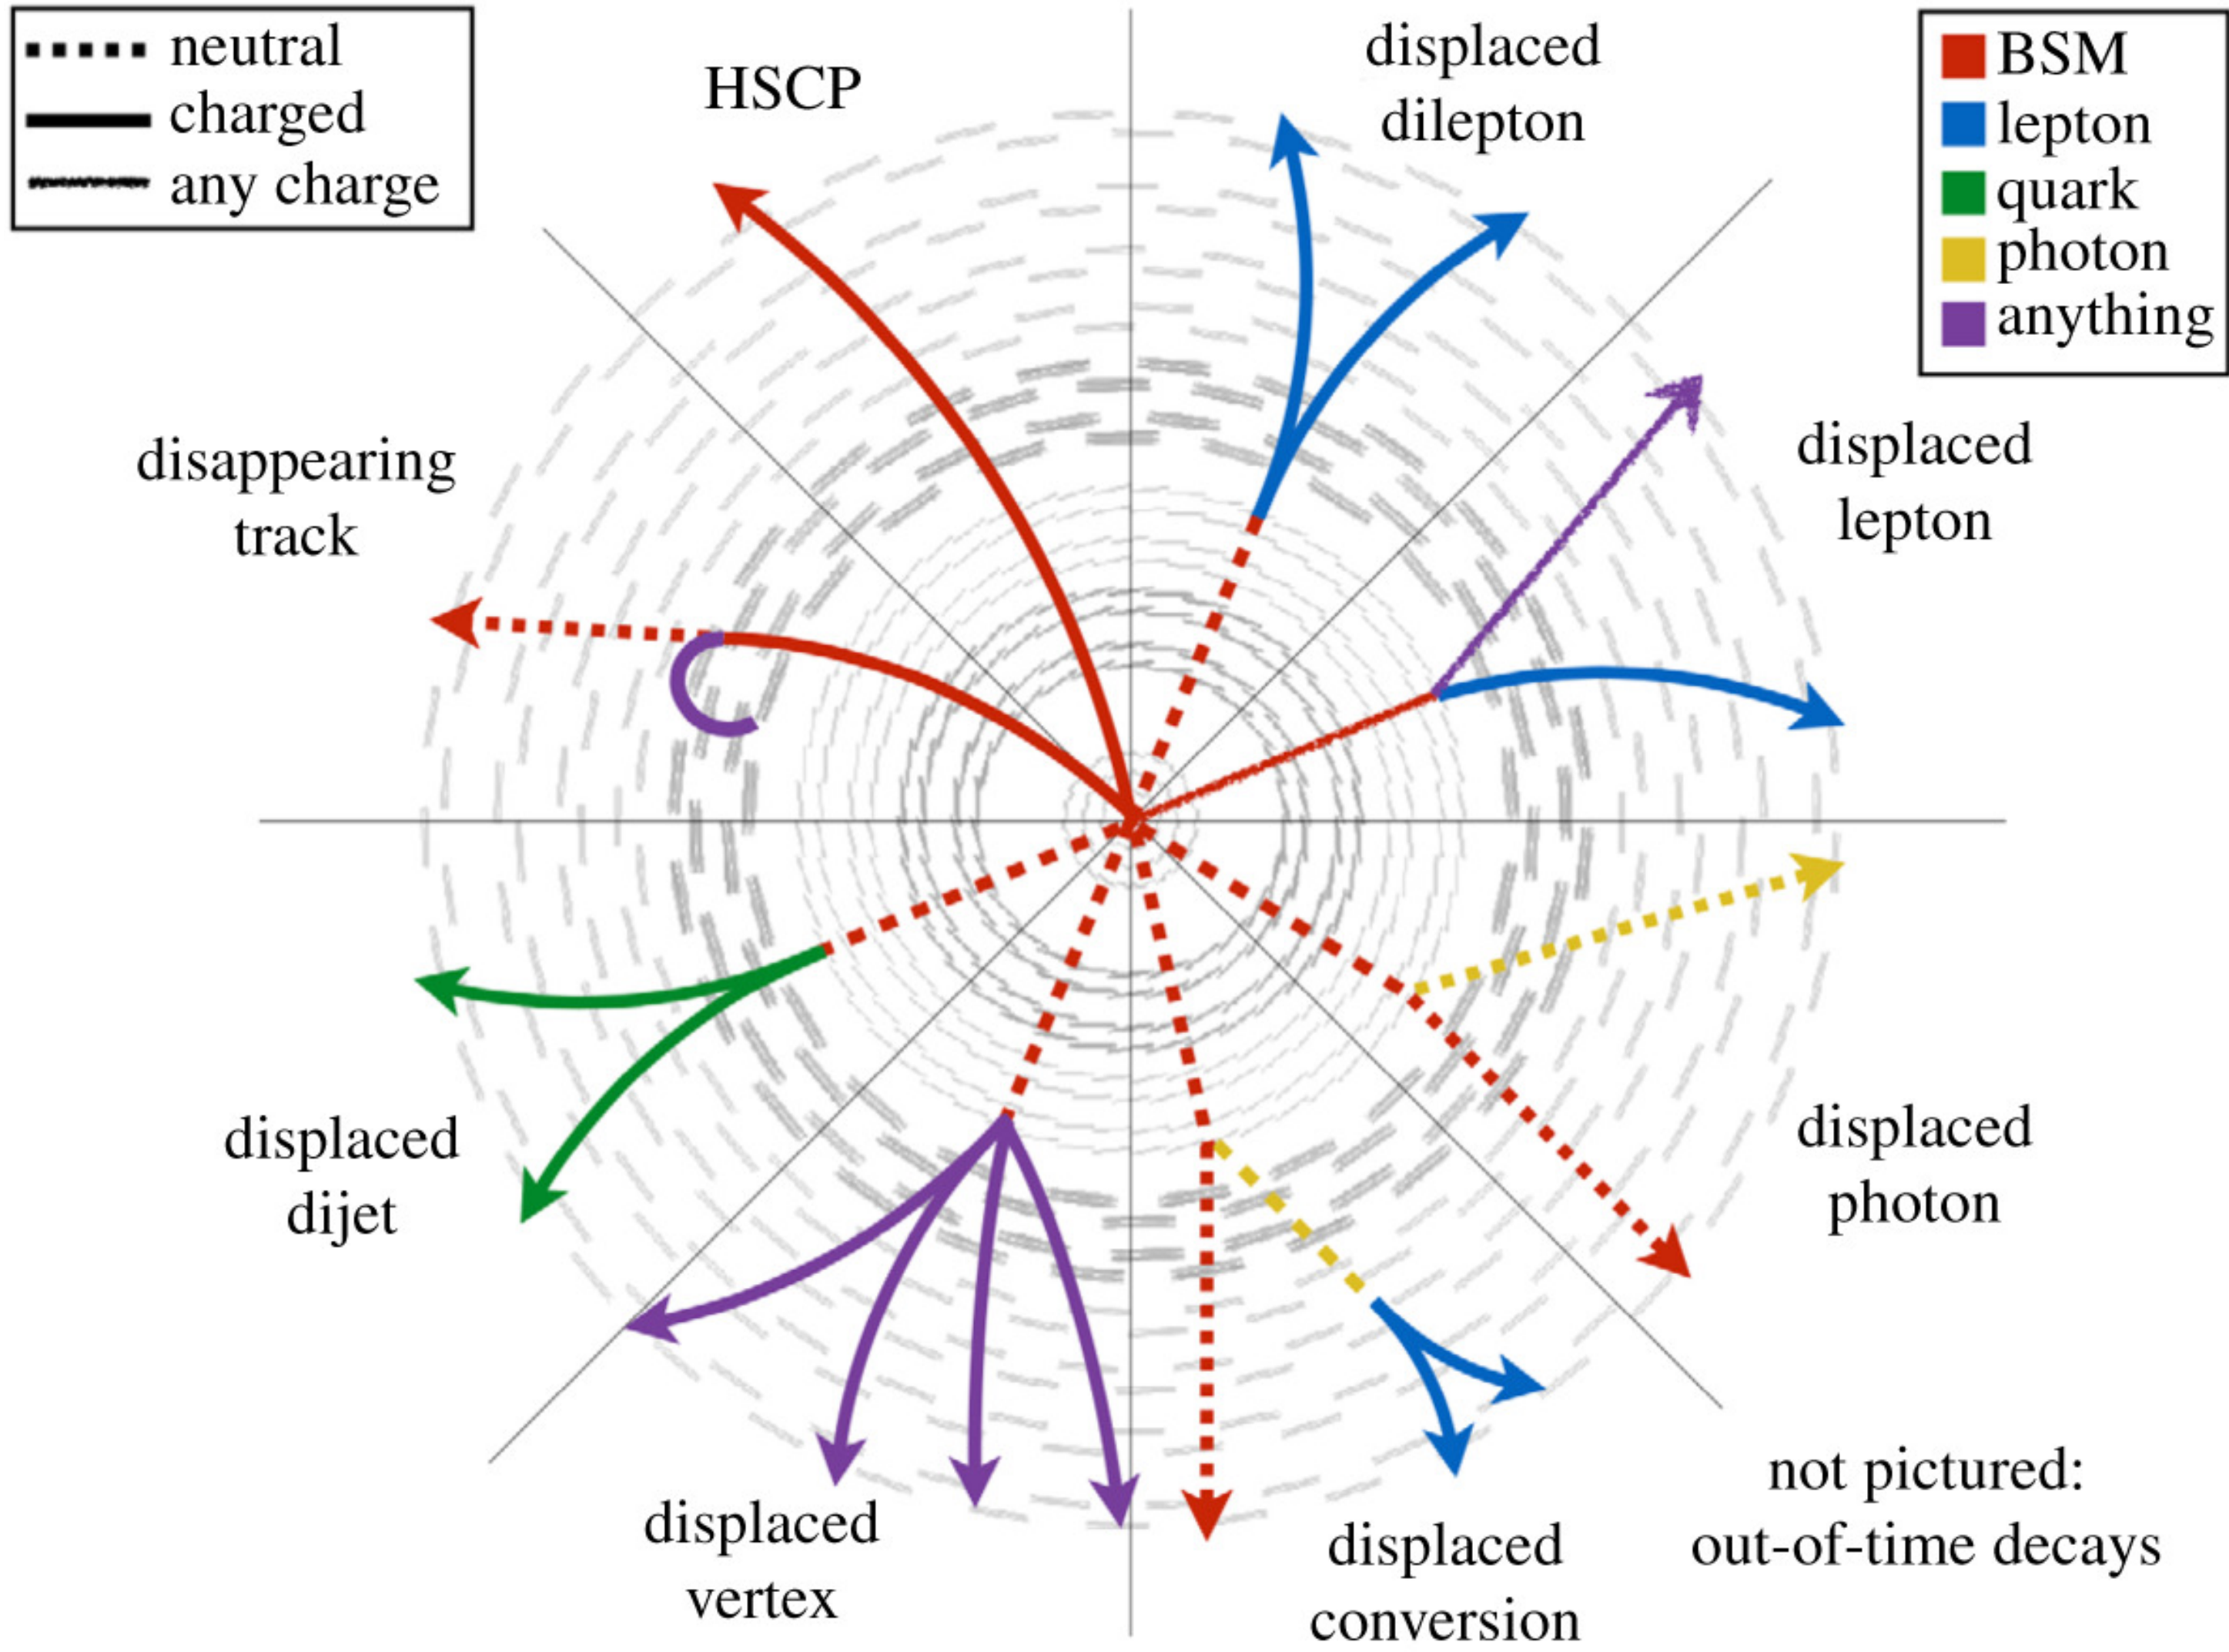 neutral
charged
any charge
HSCP
displaced
dilepton
BSM
lepton
quark
photon
anything
disappearing
track
displaced
lepton
displaced
dijet
displaced
photon
displaced
vertex
displaced
conversion
not pictured:
out-of-time decays